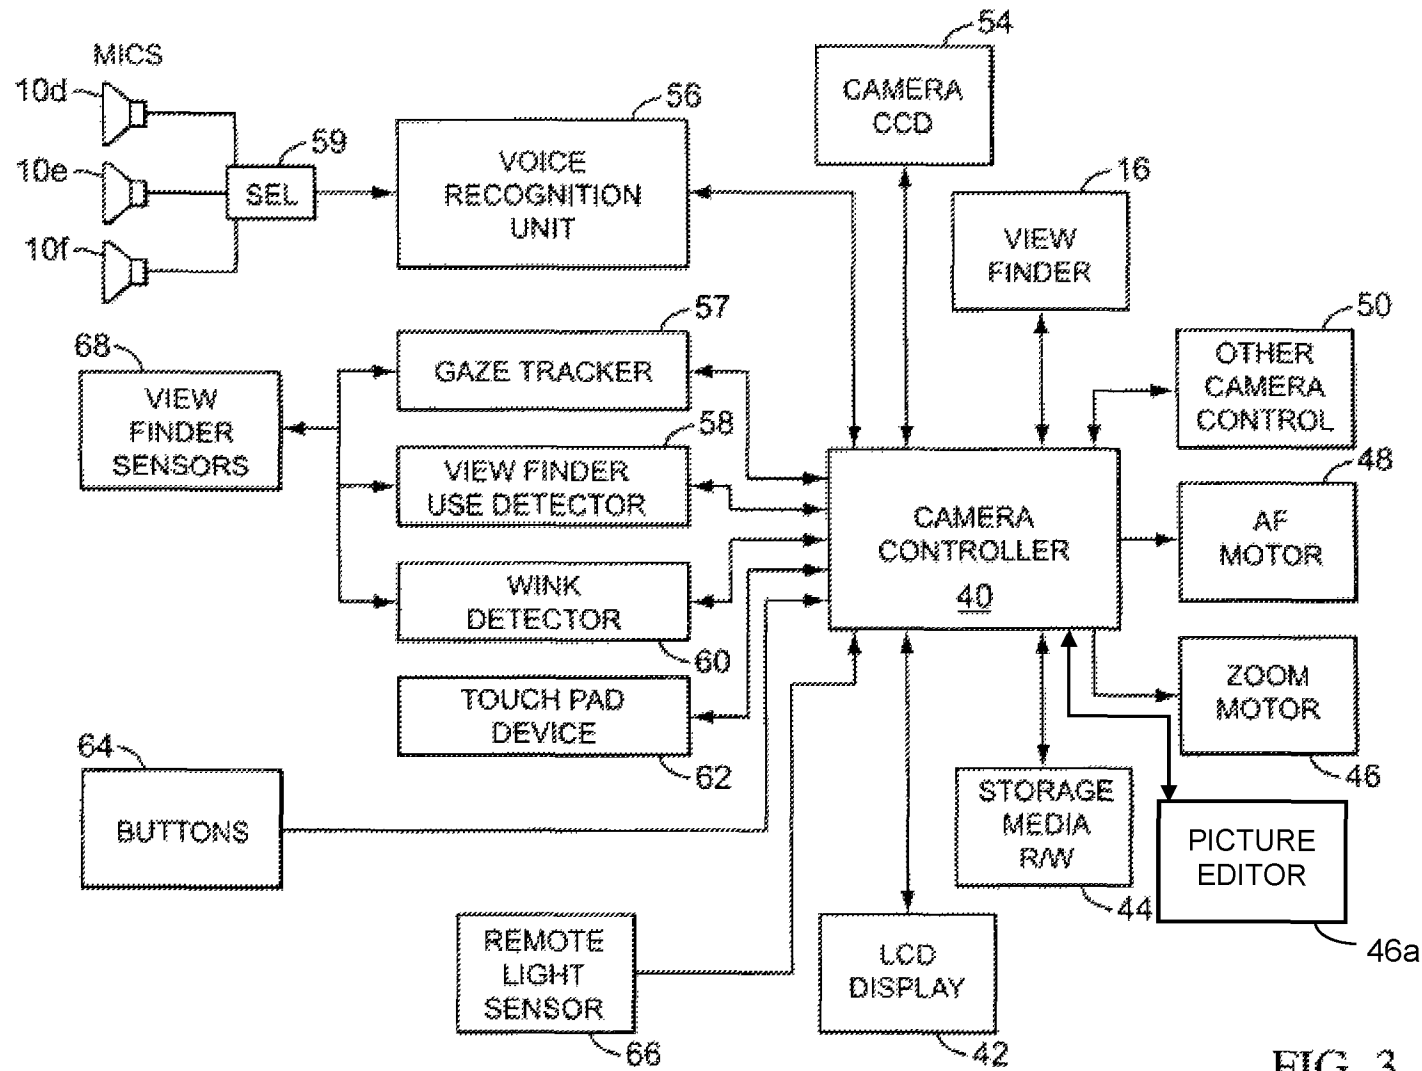 54
MICS
10d
56
CAMERA
CCD
59
10e
SEL
VOICE
RECOGNITION
UNIT
16
10f
VIEW
FINDER
57
50
68
GAZE TRACKER
OTHER
CAMERA
CONTROL
VIEW
FINDER
SENSORS
58
48
VIEW FINDER
USE DETECTOR
CAMERA
CONTROLLER
40
AF
MOTOR
WINK
DETECTOR
60
ZOOM
MOTOR
TOUCH PAD
DEVICE
64
62
46
BUTTONS
STORAGE
MEDIA
R/W
PICTURE
EDITOR
44
46a
REMOTE
LIGHT
SENSOR
LCD
DISPLAY
66
42
FIG. 3